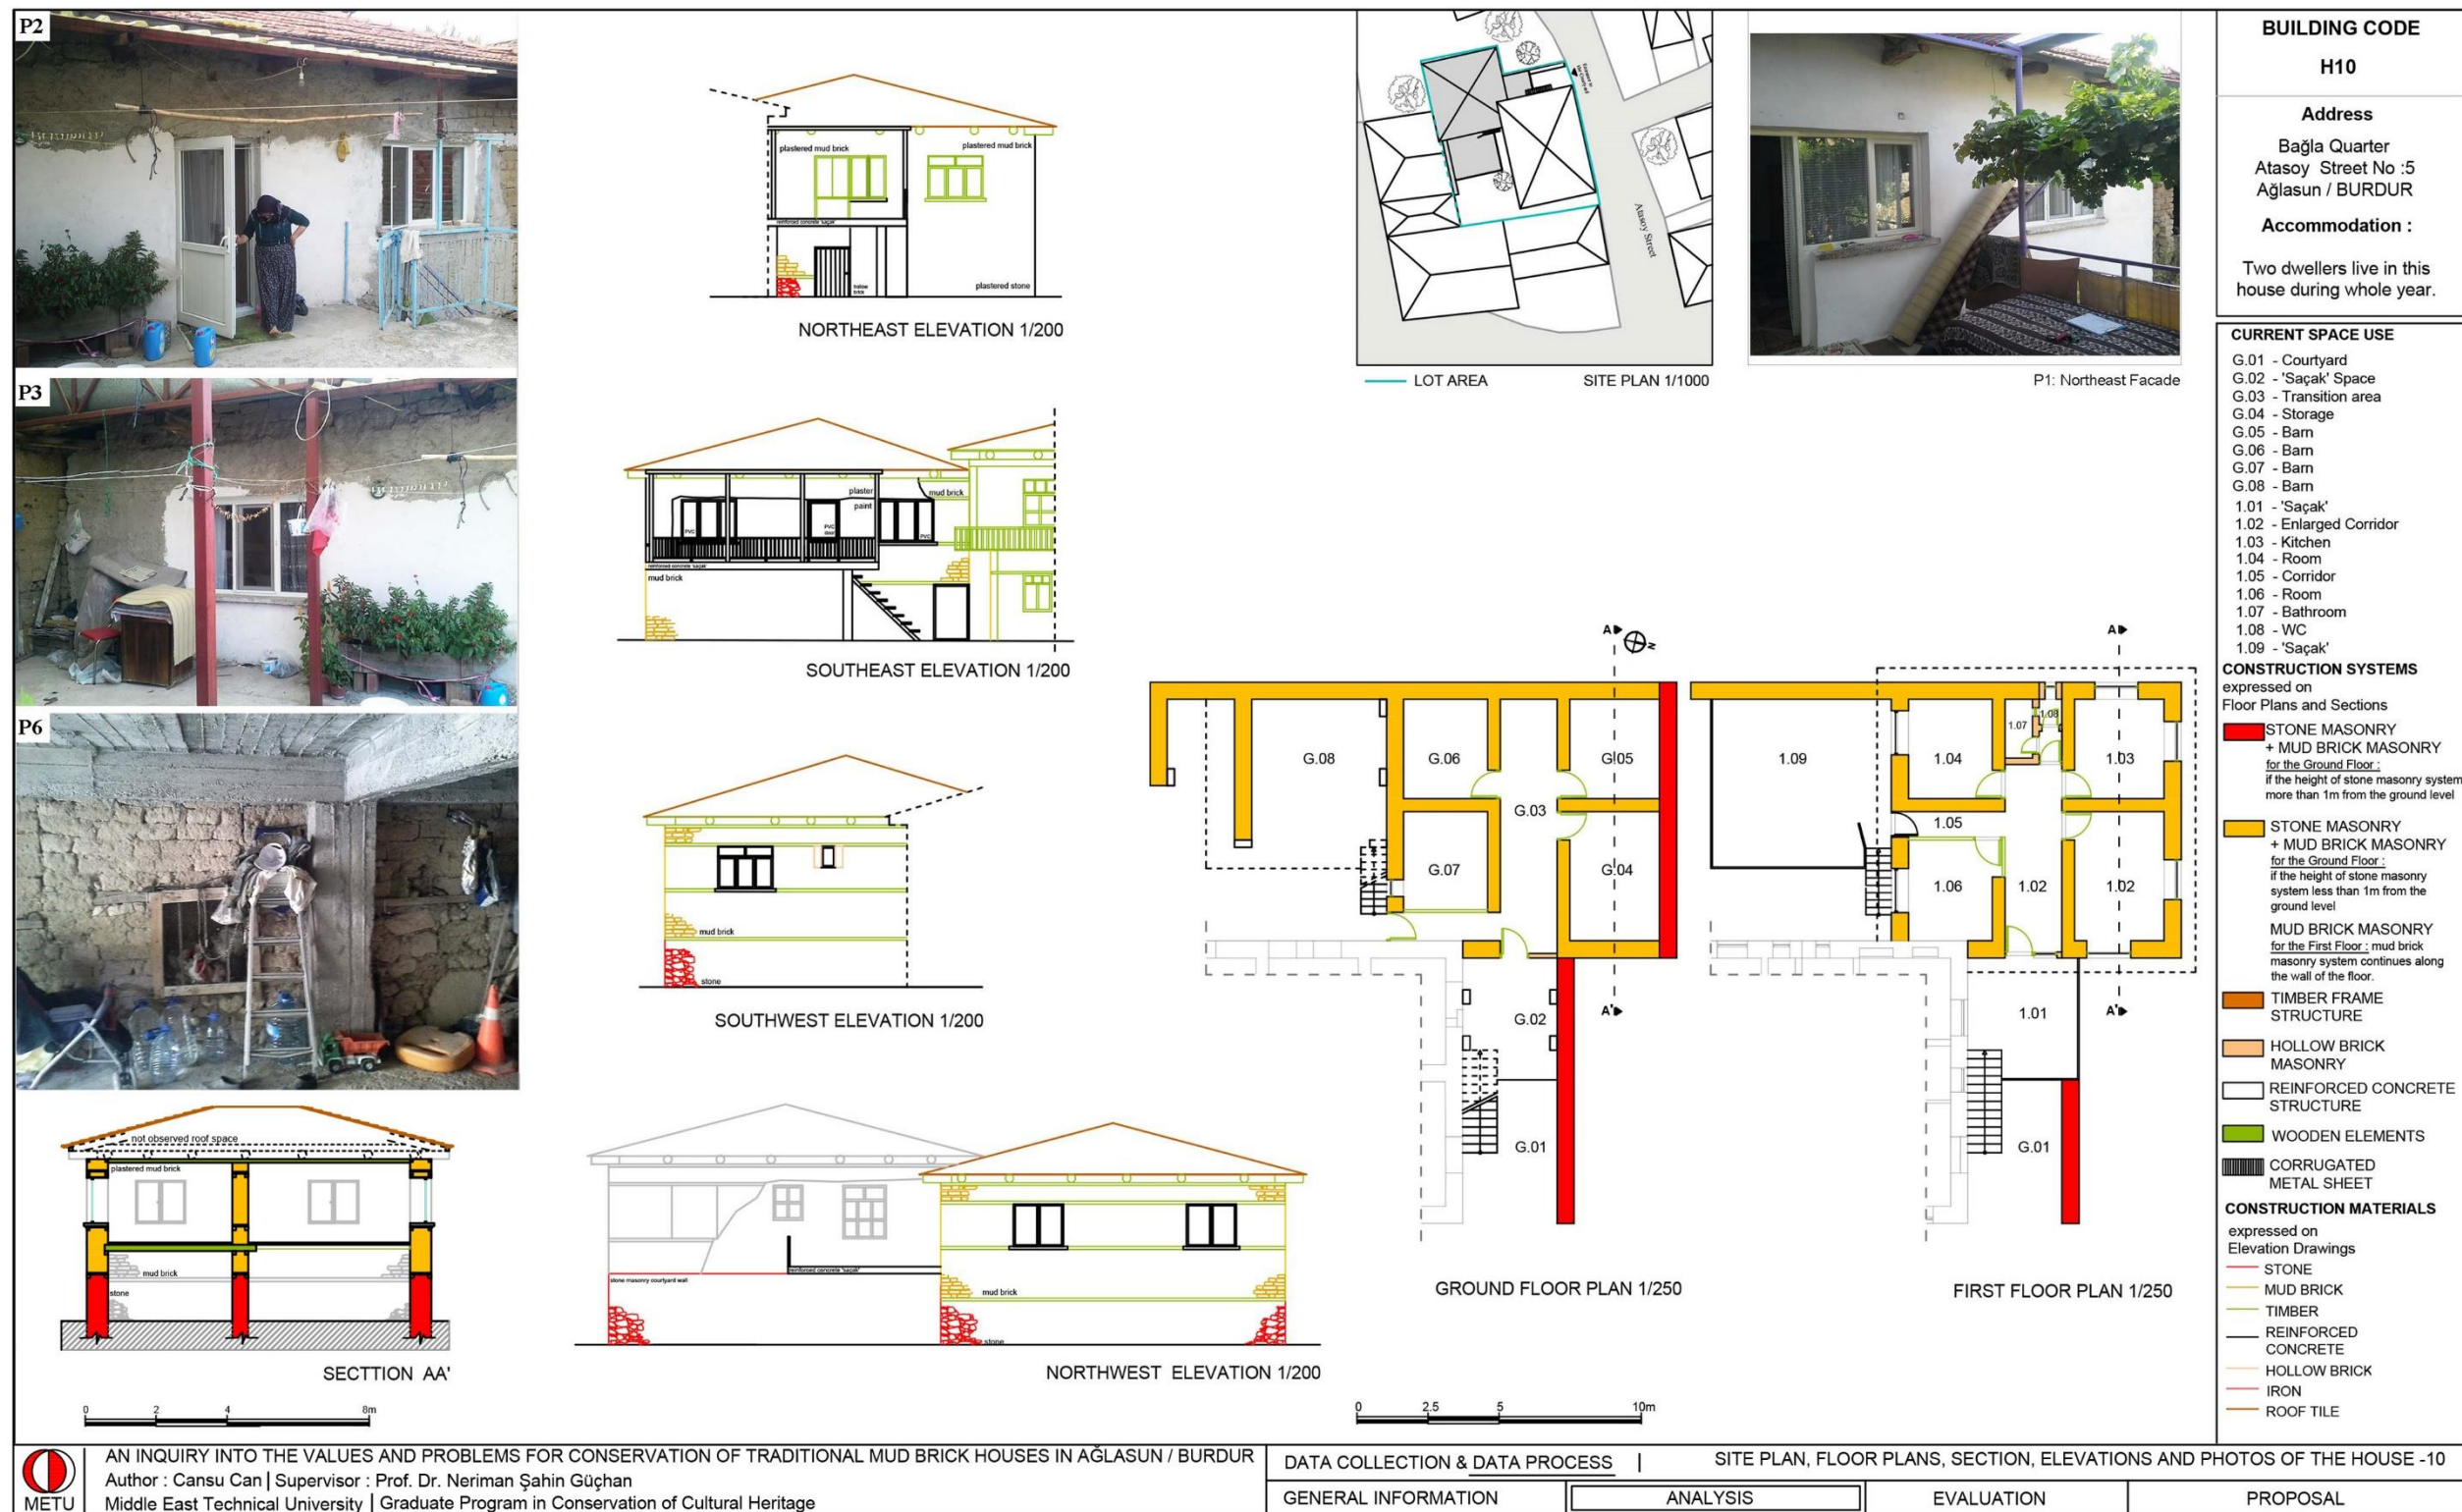 P2
P3
P6
plastered mud brick
plastered mud brick
reinforced concrete 'saçak'
hollow
brick
plastered stone
NORTHEAST ELEVATION 1/200
plaster
paint
mud brick
PVC
PVC
door
PVC
reinforced concrete 'saçak'
mud brick
SOUTHEAST ELEVATION 1/200
mud brick
stone
SOUTHWEST ELEVATION 1/200
not observed roof space
plastered mud brick
mud brick
stone
SECTTION AA'
0 2 4 8m
stone masonry courtyard wall
reinforced concrete 'saçak'
mud brick
stone
NORTHWEST ELEVATION 1/200
Atasoy Street
LOT AREA
SITE PLAN 1/1000
P1: Northeast Facade
A
N
G.08
G.06
G.05
G.03
G.07
G.04
G.02
A'
G.01
GROUND FLOOR PLAN 1/250
A
1.09
1.04
1.07
1.08
1.03
1.05
1.06
1.02
1.02
1.01
A'
G.01
FIRST FLOOR PLAN 1/250
0 2.5 5 10m
BUILDING CODE
H10
Address
Bağla Quarter
Atasoy Street No :5
Ağlasun / BURDUR
Accommodation :
Two dwellers live in this
house during whole year.
CURRENT SPACE USE
G.01 - Courtyard
G.02 - 'Saçak' Space
G.03 - Transition area
G.04 - Storage
G.05 - Barn
G.06 - Barn
G.07 - Barn
G.08 - Barn
1.01 - 'Saçak'
1.02 - Enlarged Corridor
1.03 - Kitchen
1.04 - Room
1.05 - Corridor
1.06 - Room
1.07 - Bathroom
1.08 - WC
1.09 - 'Saçak'
CONSTRUCTION SYSTEMS
expressed on
Floor Plans and Sections
STONE MASONRY
+ MUD BRICK MASONRY
for the Ground Floor :
if the height of stone masonry system
more than 1m from the ground level
STONE MASONRY
+ MUD BRICK MASONRY
for the Ground Floor :
if the height of stone masonry
system less than 1m from the
ground level
MUD BRICK MASONRY
for the First Floor : mud brick
masonry system continues along
the wall of the floor.
TIMBER FRAME
STRUCTURE
HOLLOW BRICK
MASONRY
REINFORCED CONCRETE
STRUCTURE
WOODEN ELEMENTS
CORRUGATED
METAL SHEET
CONSTRUCTION MATERIALS
expressed on
Elevation Drawings
STONE
MUD BRICK
TIMBER
REINFORCED
CONCRETE
HOLLOW BRICK
IRON
ROOF TILE
METU
AN INQUIRY INTO THE VALUES AND PROBLEMS FOR CONSERVATION OF TRADITIONAL MUD BRICK HOUSES IN AĞLASUN / BURDUR
Author : Cansu Can | Supervisor : Prof. Dr. Neriman Şahin Güçhan
Middle East Technical University | Graduate Program in Conservation of Cultural Heritage
DATA COLLECTION & DATA PROCESS | SITE PLAN, FLOOR PLANS, SECTION, ELEVATIONS AND PHOTOS OF THE HOUSE -10
GENERAL INFORMATION
ANALYSIS
EVALUATION
PROPOSAL